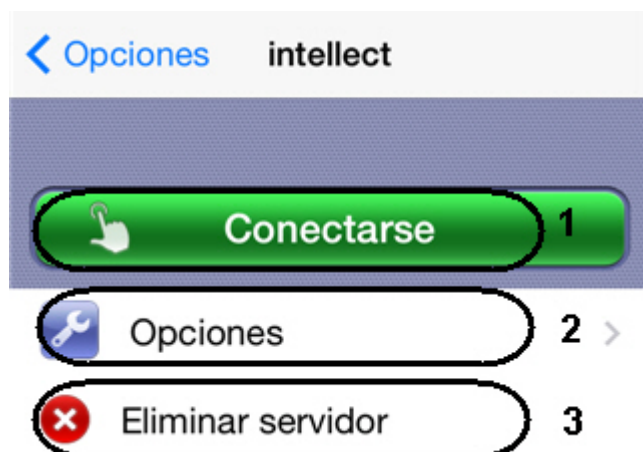 Opciones intellect
Conectarse 1
Opciones 2
Eliminar servidor 3